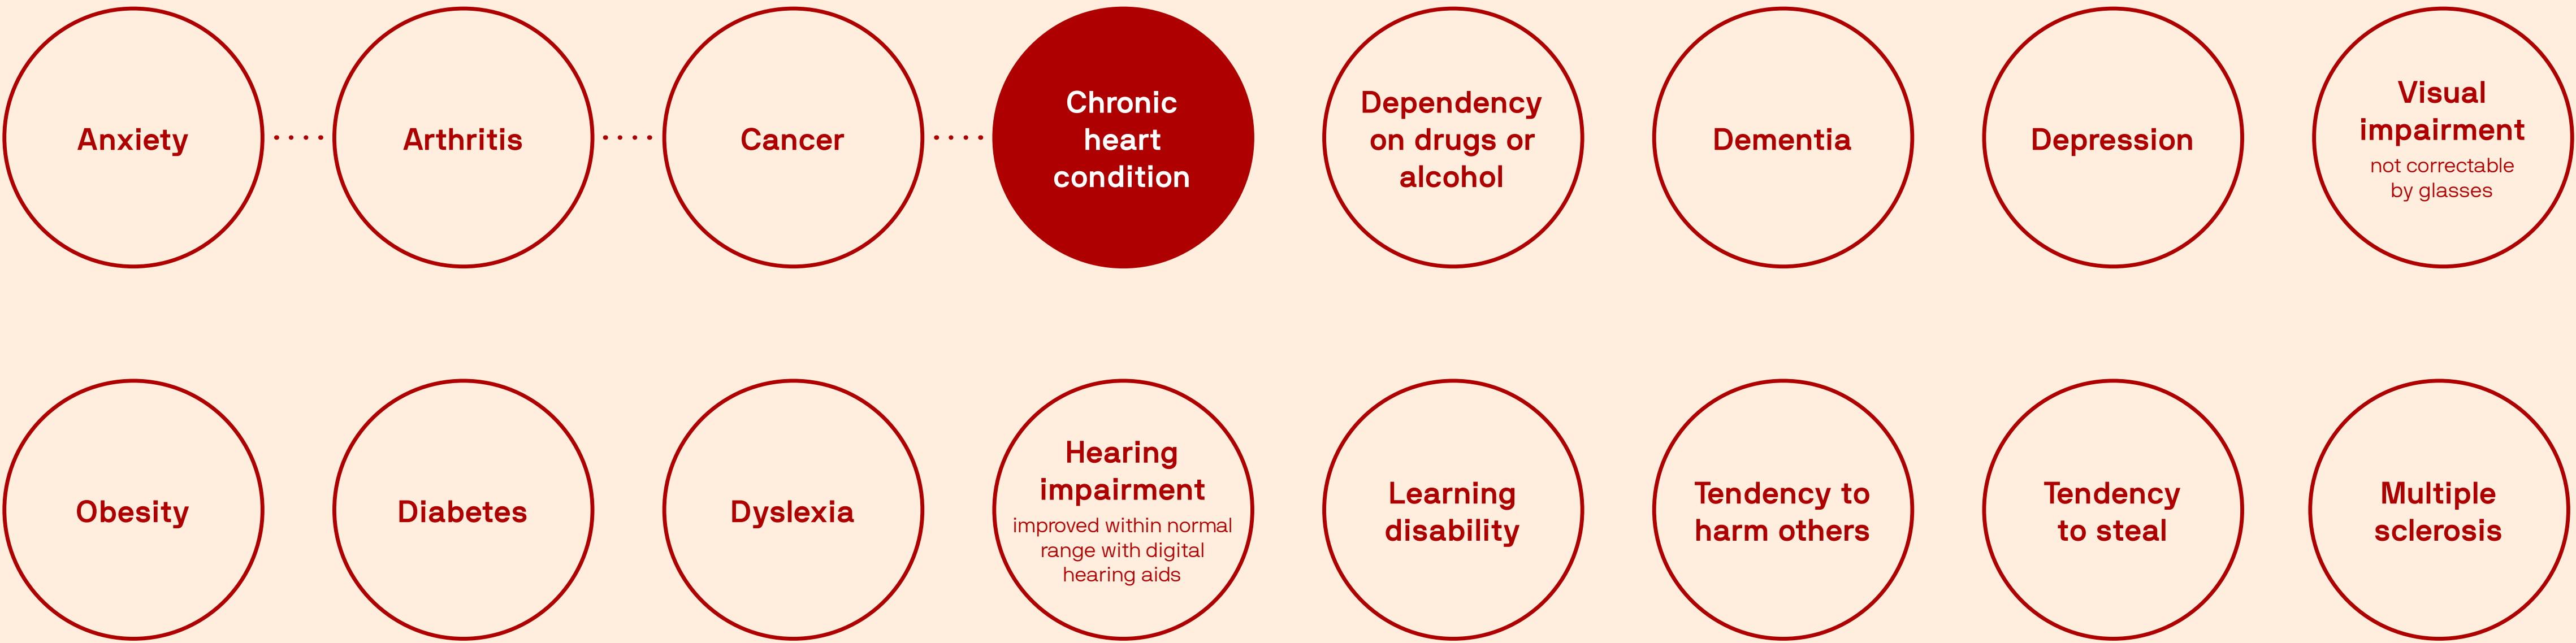 Anxiety
Arthritis
Cancer
Chronic
heart
condition
Dependency
on drugs or
alcohol
Dementia
Depression
Visual
impairment
not correctable
by glasses
Obesity
Diabetes
Dyslexia
Hearing
impairment
improved within normal
range with digital
hearing aids
Learning
disability
Tendency to
harm others
Tendency
to steal
Multiple
sclerosis